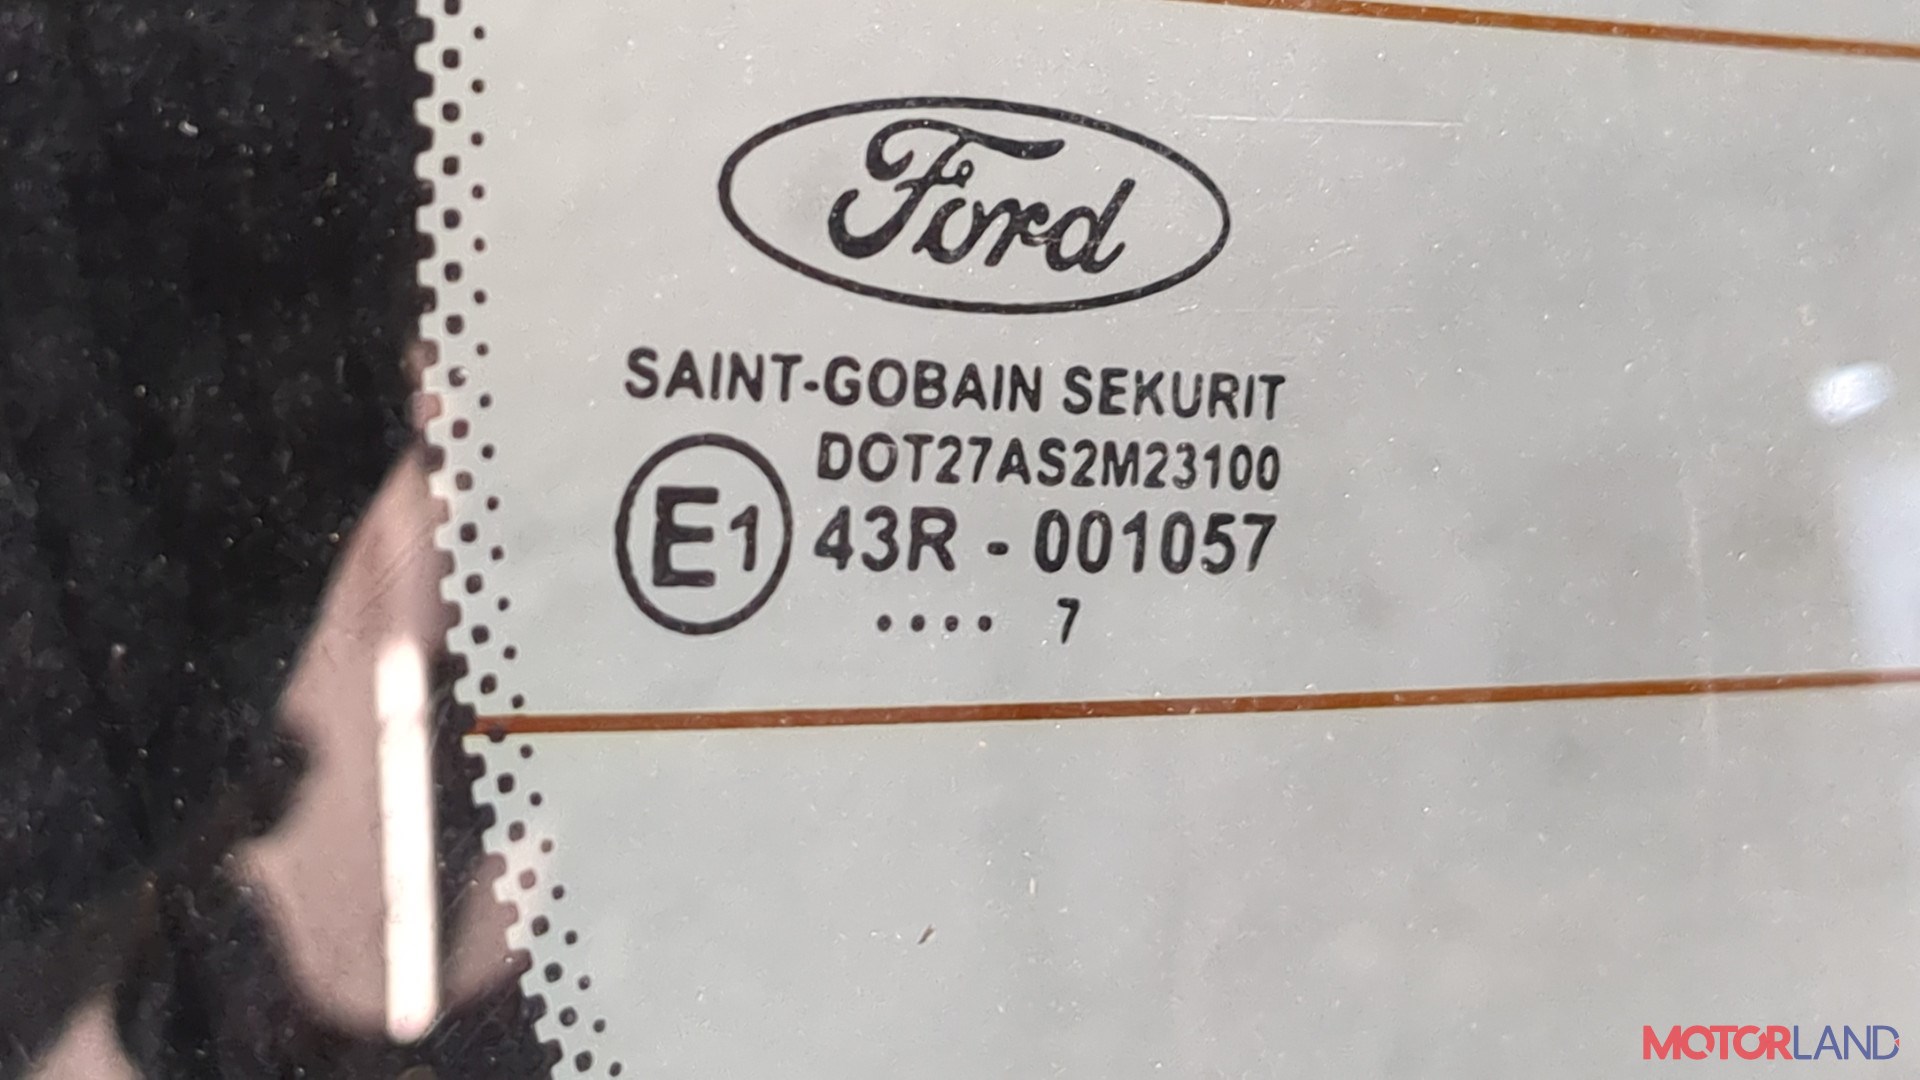 Ford
SAINT-GOBAIN SEKURIT
DOT27AS2M23100
E1 43R - 001057
.... 7
MOTORLAND